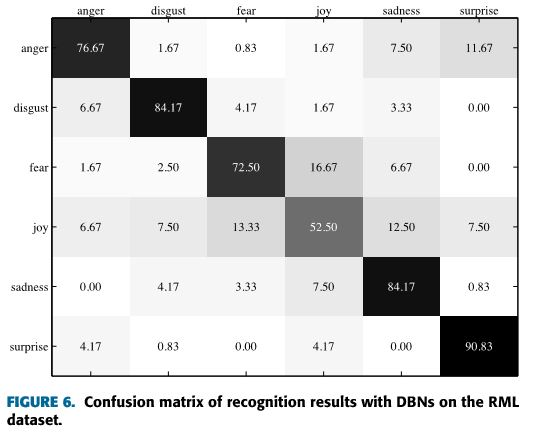 anger disgust fear joy sadness surprise
anger 76.67 1.67 0.83 1.67 7.50 11.67
disgust 6.67 84.17 4.17 1.67 3.33 0.00
fear 1.67 2.50 72.50 16.67 6.67 0.00
joy 6.67 7.50 13.33 52.50 12.50 7.50
sadness 0.00 4.17 3.33 7.50 84.17 0.83
surprise 4.17 0.83 0.00 4.17 0.00 90.83
FIGURE 6. Confusion matrix of recognition results with DBNs on the RML
dataset.